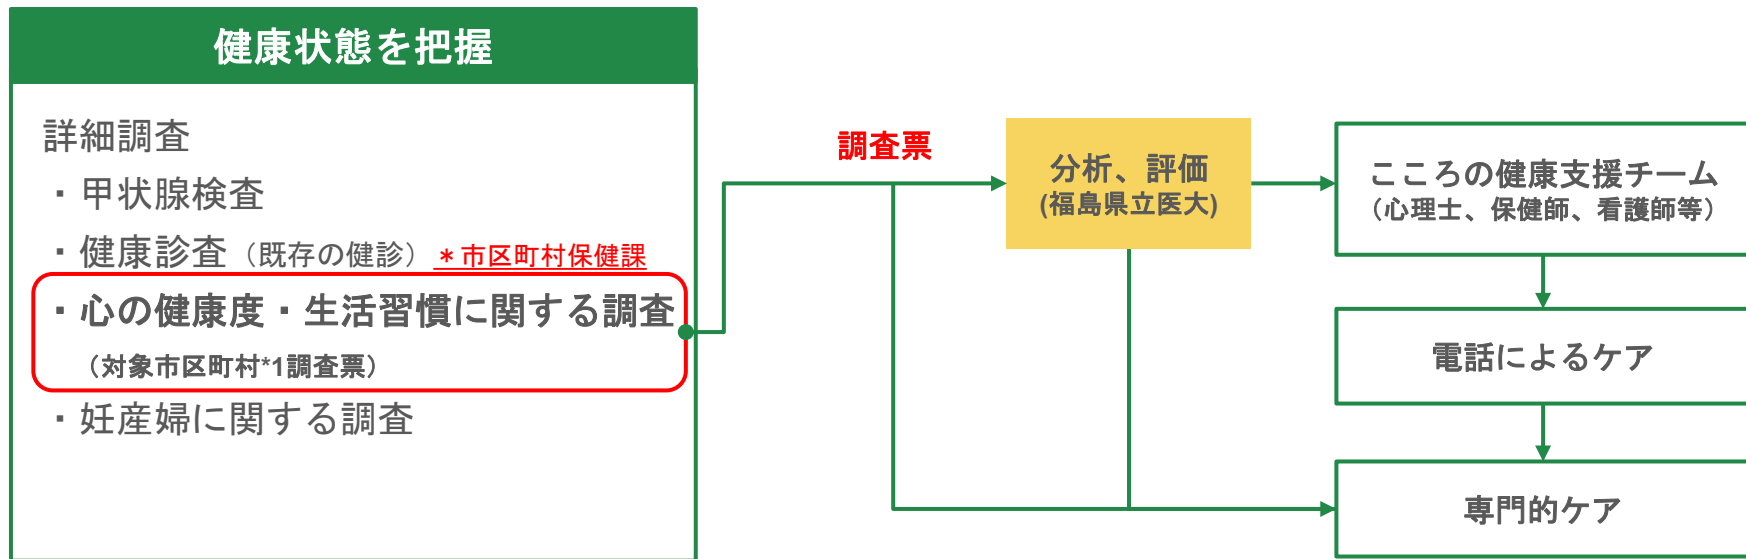 健康状態を把握
詳細調査
・甲状腺検査
・健康診査（既存の健診）＊市区町村保健課
・心の健康度・生活習慣に関する調査
（対象市区町村*1調査票）
・妊産婦に関する調査
調査票
分析、評価
(福島県立医大)
こころの健康支援チーム
（心理士、保健師、看護師等）
電話によるケア
専門的ケア